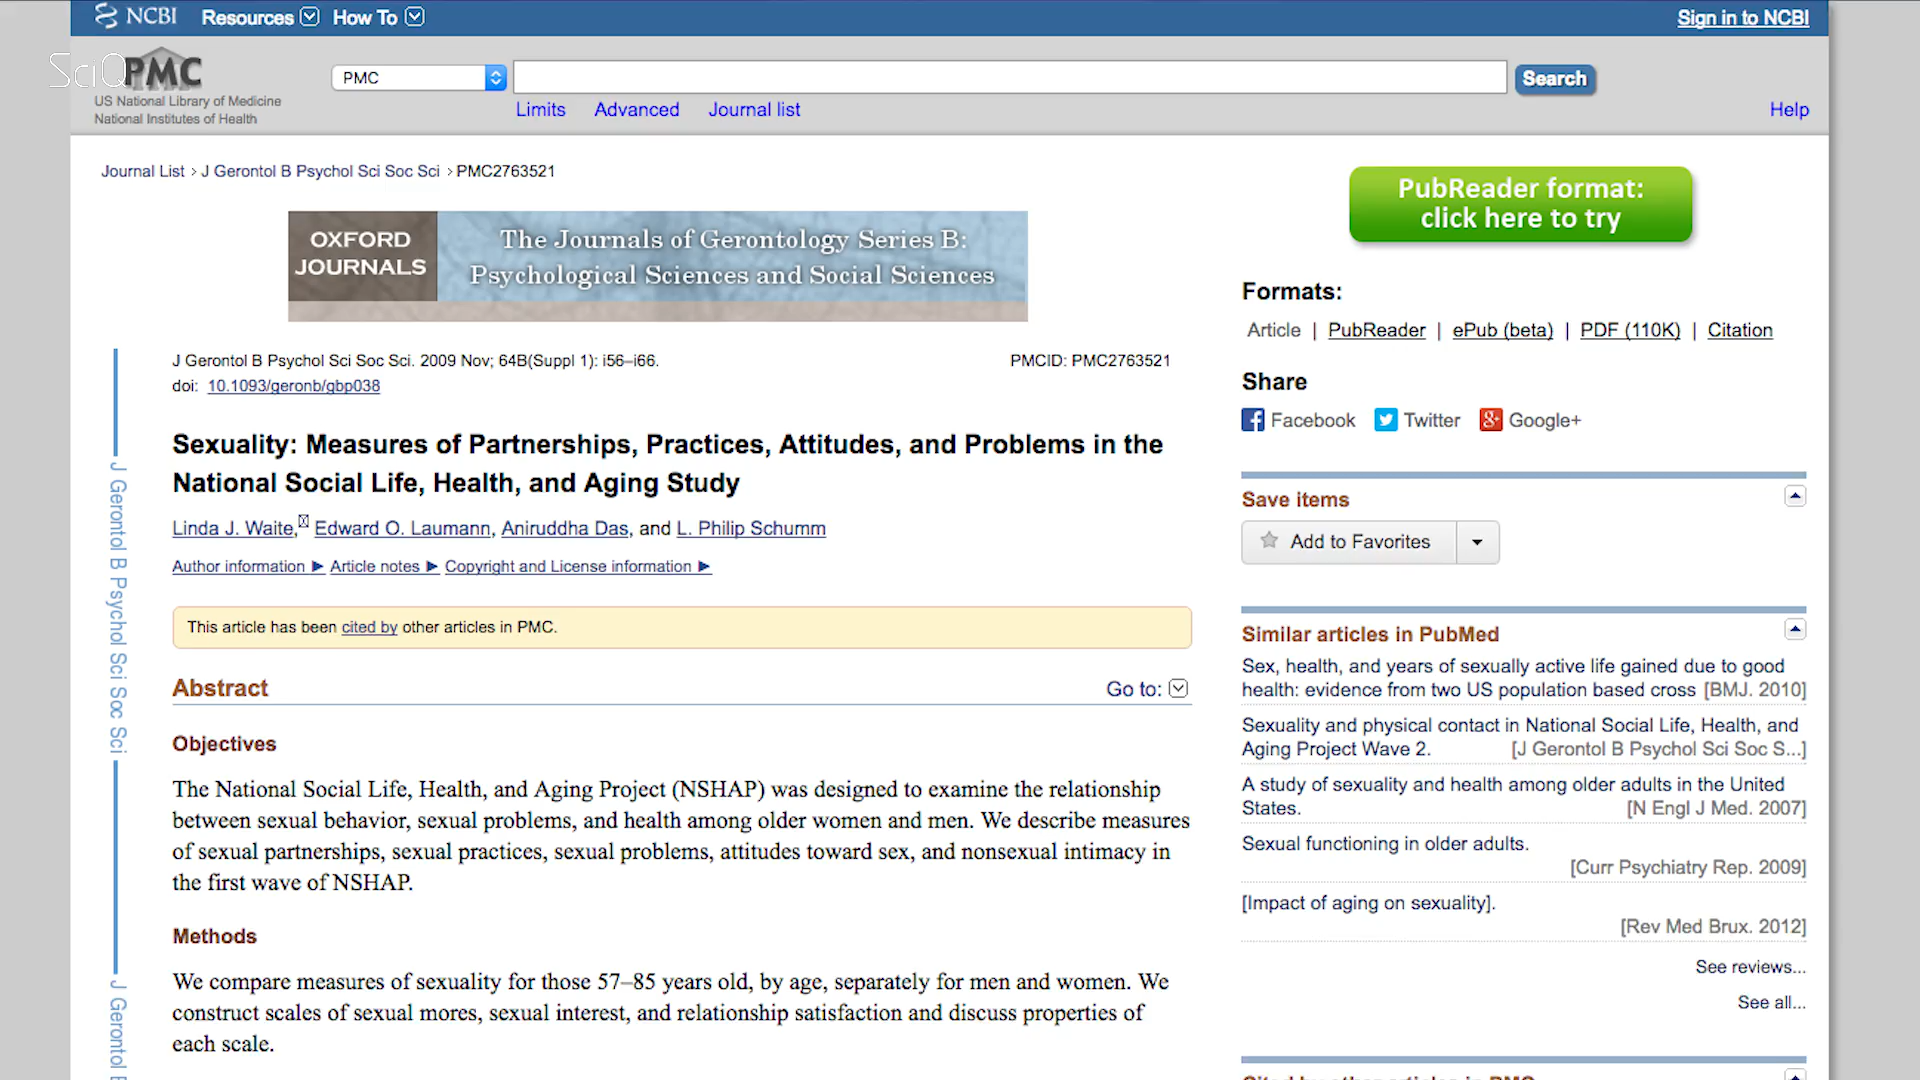 NCBI Resources How To Sign in to NCBI
SciQ
PMC
US National Library of Medicine
National Institutes of Health
PMC
Search
Limits Advanced Journal list
Help
Journal List › J Gerontol B Psychol Sci Soc Sci › PMC2763521
OXFORD JOURNALS
The Journals of Gerontology Series B:
Psychological Sciences and Social Sciences
J Gerontol B Psychol Sci Soc Sci. 2009 Nov; 64B(Suppl 1): i56–i66.
PMCID: PMC2763521
doi: 10.1093/geronb/gbp038
Sexuality: Measures of Partnerships, Practices, Attitudes, and Problems in the
National Social Life, Health, and Aging Study
Linda J. Waite, Edward O. Laumann, Aniruddha Das, and L. Philip Schumm
Author information ► Article notes ► Copyright and License information ►
This article has been cited by other articles in PMC.
Abstract
Go to:
Objectives
The National Social Life, Health, and Aging Project (NSHAP) was designed to examine the relationship
between sexual behavior, sexual problems, and health among older women and men. We describe measures
of sexual partnerships, sexual practices, sexual problems, attitudes toward sex, and nonsexual intimacy in
the first wave of NSHAP.
Methods
We compare measures of sexuality for those 57–85 years old, by age, separately for men and women. We
construct scales of sexual mores, sexual interest, and relationship satisfaction and discuss properties of
each scale.
J Gerontol B Psychol Sci Soc Sci
J Gerontol B
PubReader format:
click here to try
Formats:
Article | PubReader | ePub (beta) | PDF (110K) | Citation
Share
Facebook Twitter Google+
Save items
Add to Favorites
Similar articles in PubMed
Sex, health, and years of sexually active life gained due to good
health: evidence from two US population based cross [BMJ. 2010]
Sexuality and physical contact in National Social Life, Health, and
Aging Project Wave 2. [J Gerontol B Psychol Sci Soc S...]
A study of sexuality and health among older adults in the United
States. [N Engl J Med. 2007]
Sexual functioning in older adults.
[Curr Psychiatry Rep. 2009]
[Impact of aging on sexuality].
[Rev Med Brux. 2012]
See reviews...
See all...
Cited by other articles in PMC